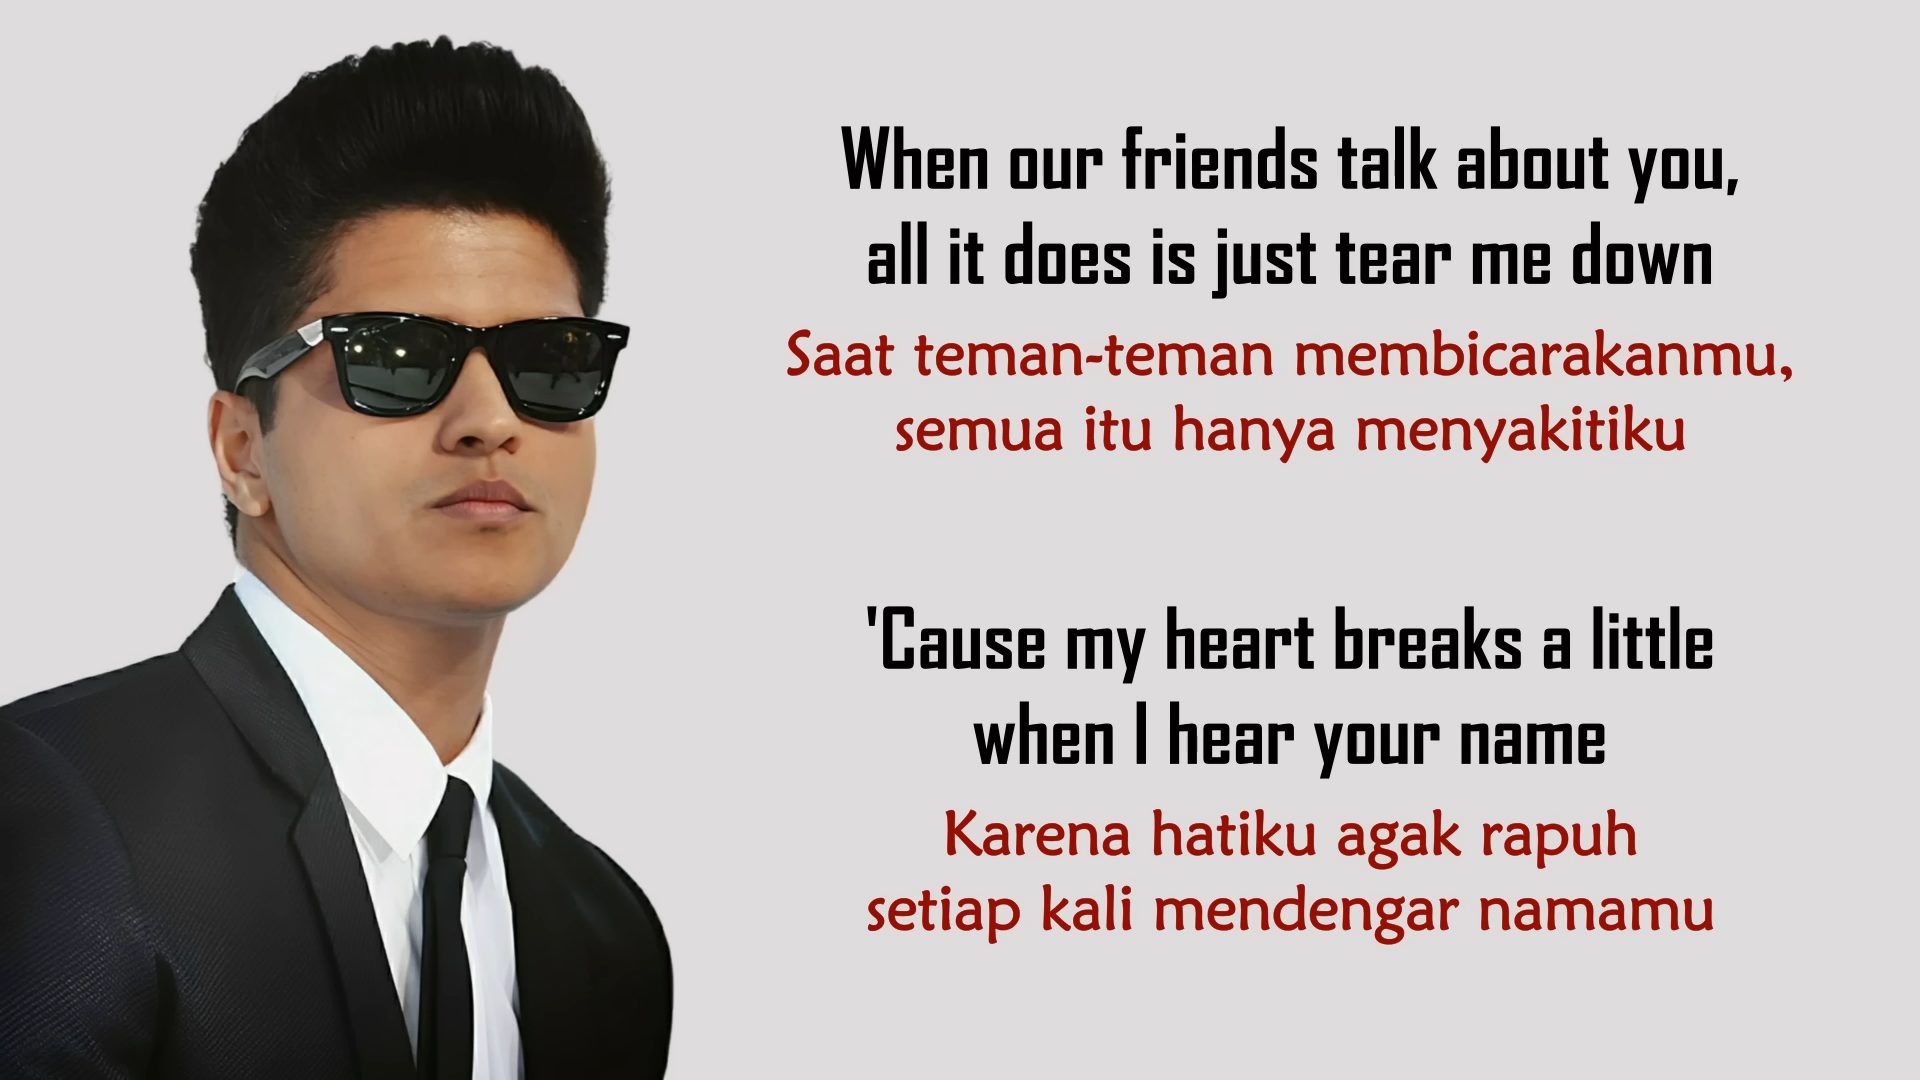 When our friends talk about you,
all it does is just tear me down
Saat teman-teman membicarakanmu,
semua itu hanya menyakitiku
'Cause my heart breaks a little
when I hear your name
Karena hatiku agak rapuh
setiap kali mendengar namamu